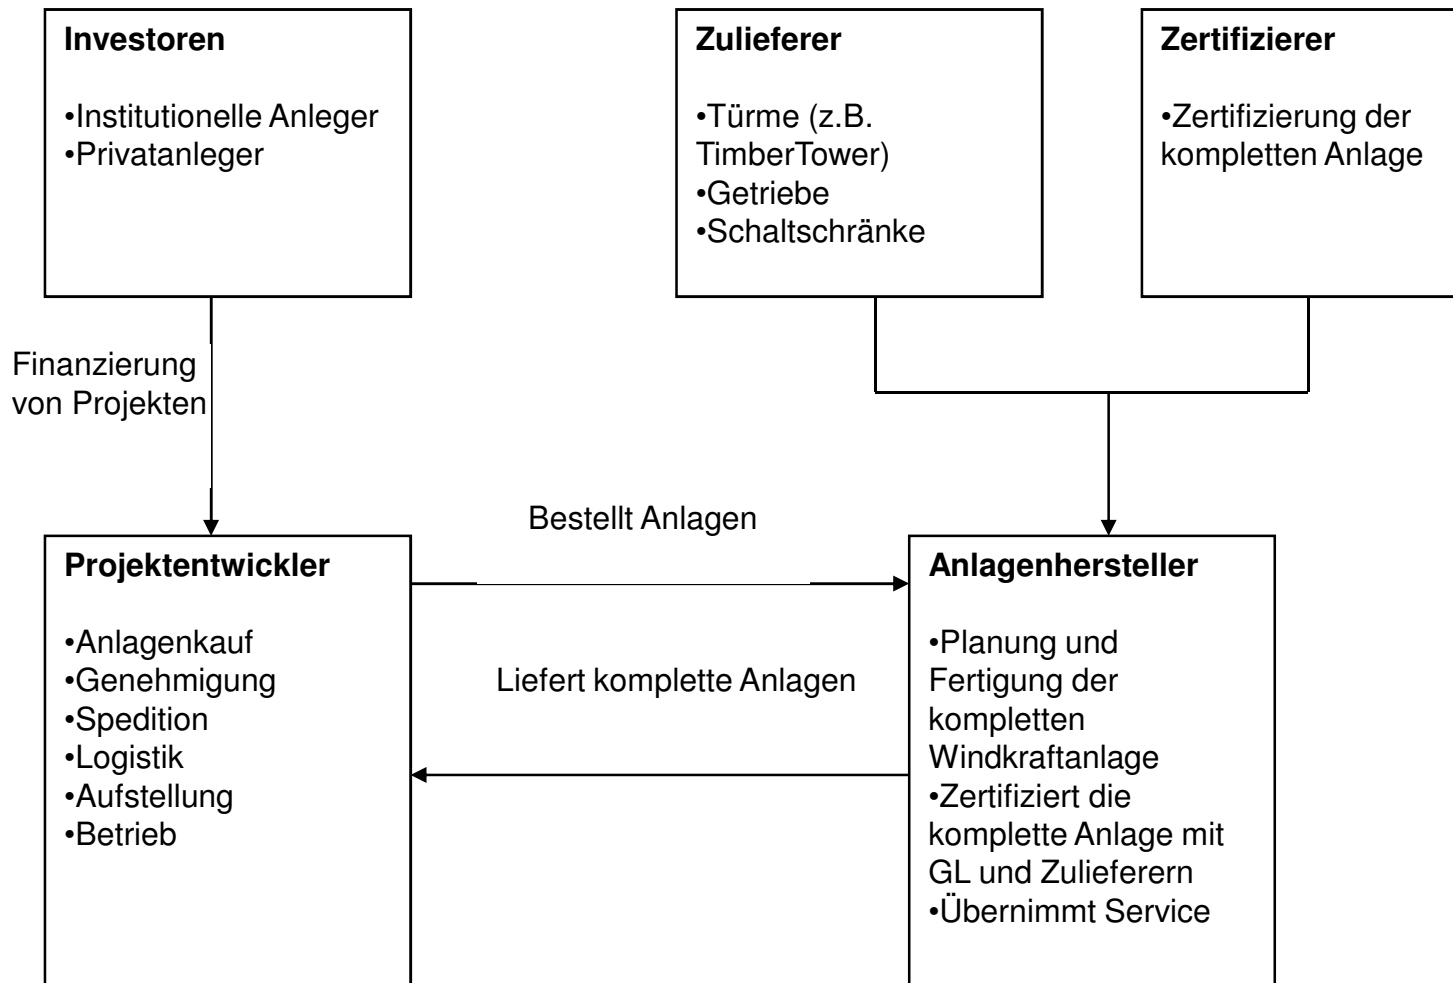 Investoren
•Institutionelle Anleger
•Privatanleger
Zulieferer
•Türme (z.B.
TimberTower)
•Getriebe
•Schaltschränke
Zertifizierer
•Zertifizierung der
kompletten Anlage
Finanzierung
von Projekten
Bestellt Anlagen
Liefert komplette Anlagen
Projektentwickler
•Anlagenkauf
•Genehmigung
•Spedition
•Logistik
•Aufstellung
•Betrieb
Anlagenhersteller
•Planung und
Fertigung der
kompletten
Windkraftanlage
•Zertifiziert die
komplette Anlage mit
GL und Zulieferern
•Übernimmt Service